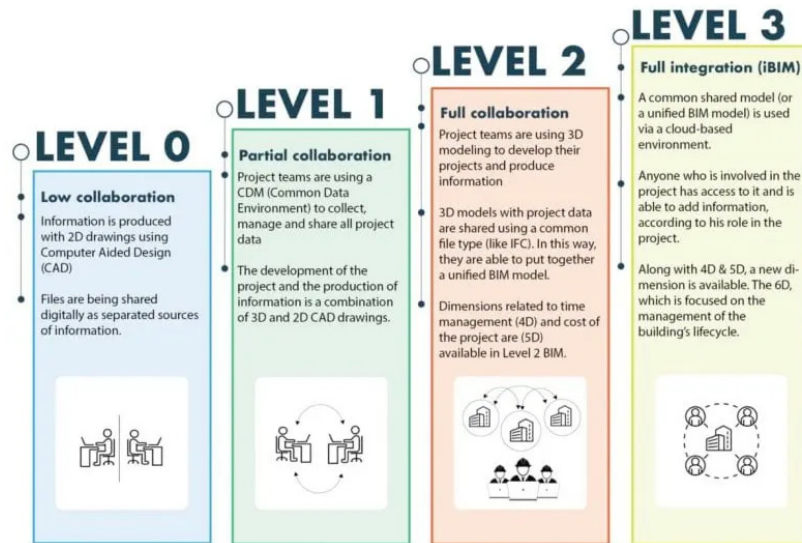 LEVEL 0
Low collaboration
Information is produced
with 2D drawings using
Computer Aided Design
(CAD)
Files are being shared
digitally as separated sources
of information.
LEVEL 1
Partial collaboration
Project teams are using a
CDM (Common Data
Environment) to collect,
manage and share all project
data
The development of the
project and the production of
information is a combination
of 3D and 2D CAD drawings.
LEVEL 2
Full collaboration
Project teams are using 3D
modeling to develop their
projects and produce
information
3D models with project data
are shared using a common
file type (like IFC). In this way,
they are able to put together
a unified BIM model.
Dimensions related to time
management (4D) and cost of
the project are (5D)
available in Level 2 BIM.
LEVEL 3
Full integration (iBIM)
A common shared model (or
a unified BIM model) is used
via a cloud-based
environment.
Anyone who is involved in the
project has access to it and is
able to add information,
according to his role in the
project.
Along with 4D & 5D, a new di-
mension is available. The 6D,
which is focused on the
management of the
building's lifecycle.